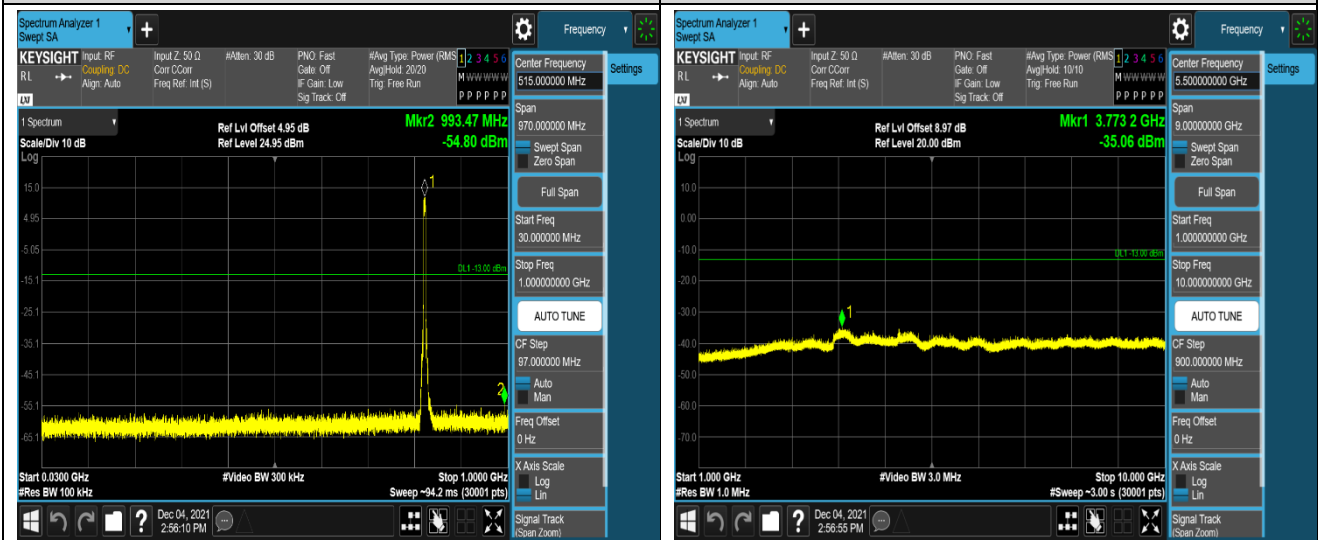 Spectrum Analyzer 1
Swept SA
+
Frequency
KEYSIGHT
RL
LXI
Input: RF
Coupling: DC
Align: Auto
Input Z: 50 Ω
Corr CCorr
Freq Ref: Int (S)
#Atten: 30 dB
PNO: Fast
Gate: Off
IF Gain: Low
Sig Track: Off
#Avg Type: Power (RMS
Avg|Hold: 20/20
Trig: Free Run
1 2 3 4 5 6
M W W W W W
P P P P P P
Center Frequency
515.000000 MHz
Settings
1 Spectrum
Scale/Div 10 dB
Log
Ref Lvl Offset 4.95 dB
Ref Level 24.95 dBm
Mkr2 993.47 MHz
-54.80 dBm
Span
970.000000 MHz
Swept Span
Zero Span
Full Span
Start Freq
30.000000 MHz
Stop Freq
1.000000000 GHz
AUTO TUNE
CF Step
97.000000 MHz
Auto
Man
Freq Offset
0 Hz
X Axis Scale
Log
Lin
Signal Track
(Span Zoom)
15.0
4.95
-5.05
-15.1
-25.1
-35.1
-45.1
-55.1
-65.1
1
DL1 -13.00 dBm
2
Start 0.0300 GHz
#Res BW 100 kHz
#Video BW 300 kHz
Stop 1.0000 GHz
Sweep ~94.2 ms (30001 pts)
?
Dec 04, 2021
2:56:10 PM
Spectrum Analyzer 1
Swept SA
+
Frequency
KEYSIGHT
RL
LXI
Input: RF
Coupling: DC
Align: Auto
Input Z: 50 Ω
Corr CCorr
Freq Ref: Int (S)
#Atten: 30 dB
PNO: Fast
Gate: Off
IF Gain: Low
Sig Track: Off
#Avg Type: Power (RMS
Avg|Hold: 10/10
Trig: Free Run
1 2 3 4 5 6
M W W W W W
P P P P P P
Center Frequency
5.500000000 GHz
Settings
1 Spectrum
Scale/Div 10 dB
Log
Ref Lvl Offset 8.97 dB
Ref Level 20.00 dBm
Mkr1 3.773 2 GHz
-35.06 dBm
Span
9.00000000 GHz
Swept Span
Zero Span
Full Span
Start Freq
1.000000000 GHz
Stop Freq
10.000000000 GHz
AUTO TUNE
CF Step
900.000000 MHz
Auto
Man
Freq Offset
0 Hz
X Axis Scale
Log
Lin
Signal Track
(Span Zoom)
10.0
0.00
-10.0
-20.0
-30.0
-40.0
-50.0
-60.0
-70.0
DL1 -13.00 dBm
1
Start 1.000 GHz
#Res BW 1.0 MHz
#Video BW 3.0 MHz
Stop 10.000 GHz
#Sweep ~3.00 s (30001 pts)
?
Dec 04, 2021
2:56:55 PM